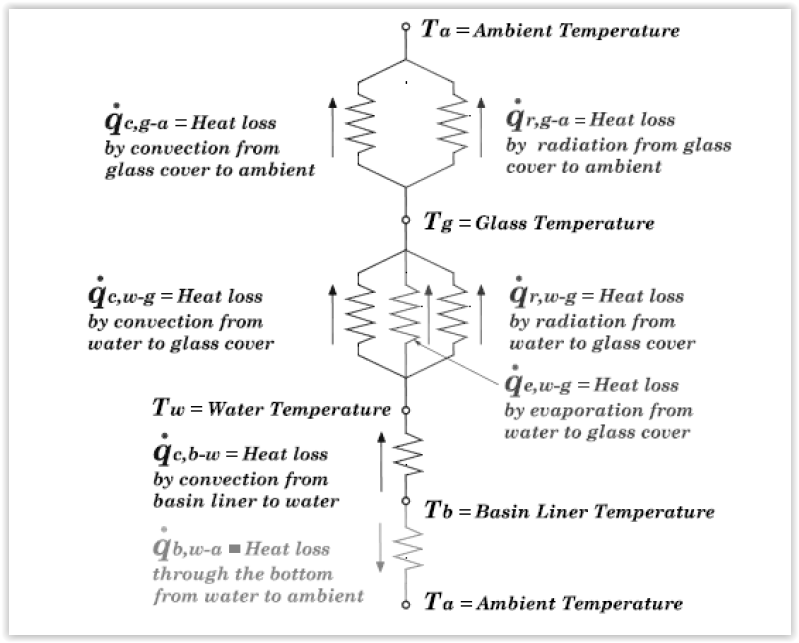 Ta = Ambient Temperature
q̇c,g-a = Heat loss
by convection from
glass cover to ambient
q̇r,g-a = Heat loss
by radiation from glass
cover to ambient
Tg = Glass Temperature
q̇c,w-g = Heat loss
by convection from
water to glass cover
q̇r,w-g = Heat loss
by radiation from
water to glass cover
q̇e,w-g = Heat loss
by evaporation from
water to glass cover
Tw = Water Temperature
q̇c,b-w = Heat loss
by convection from
basin liner to water
Tb = Basin Liner Temperature
q̇b,w-a = Heat loss
through the bottom
from water to ambient
Ta = Ambient Temperature